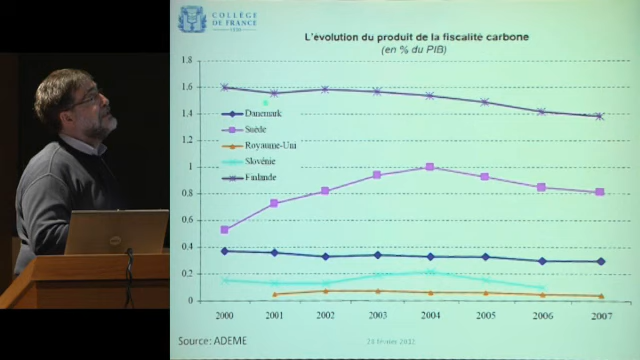 COLLÈGE
DE FRANCE
1530
L'évolution du produit de la fiscalité carbone
(en % du PIB)
1.8
1.6
1.4
1.2
1
0.8
0.6
0.4
0.2
0
Danemark
Suède
Royaume-Uni
Slovénie
Finlande
2000 2001 2002 2003 2004 2005 2006 2007
Source: ADEME